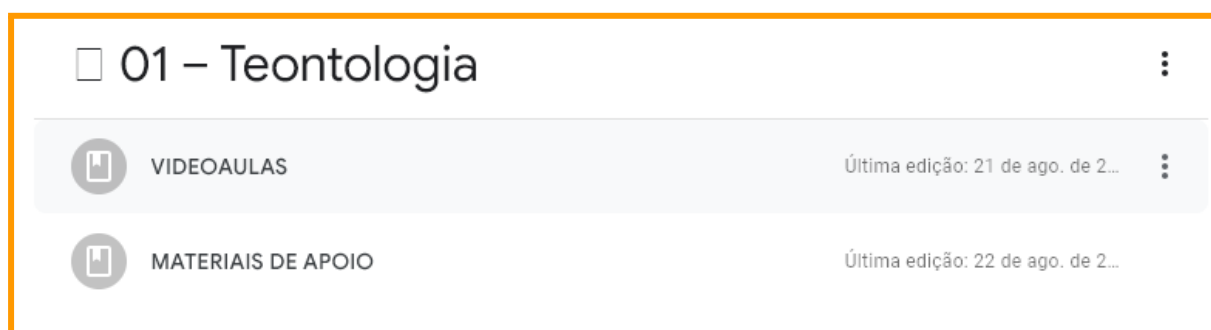 01 – Teontologia
VIDEOAULAS Última edição: 21 de ago. de 2...
MATERIAIS DE APOIO Última edição: 22 de ago. de 2...